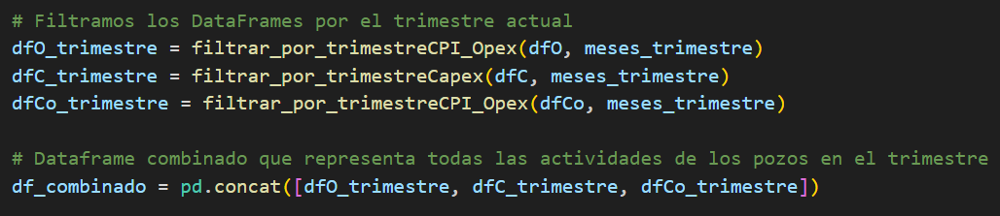 # Filtramos los DataFrames por el trimestre actual
dfO_trimestre = filtrar_por_trimestreCPI_Opex(dfO, meses_trimestre)
dfC_trimestre = filtrar_por_trimestreCapex(dfC, meses_trimestre)
dfCo_trimestre = filtrar_por_trimestreCPI_Opex(dfCo, meses_trimestre)
# Dataframe combinado que representa todas las actividades de los pozos en el trimestre
df_combinado = pd.concat([dfO_trimestre, dfC_trimestre, dfCo_trimestre])